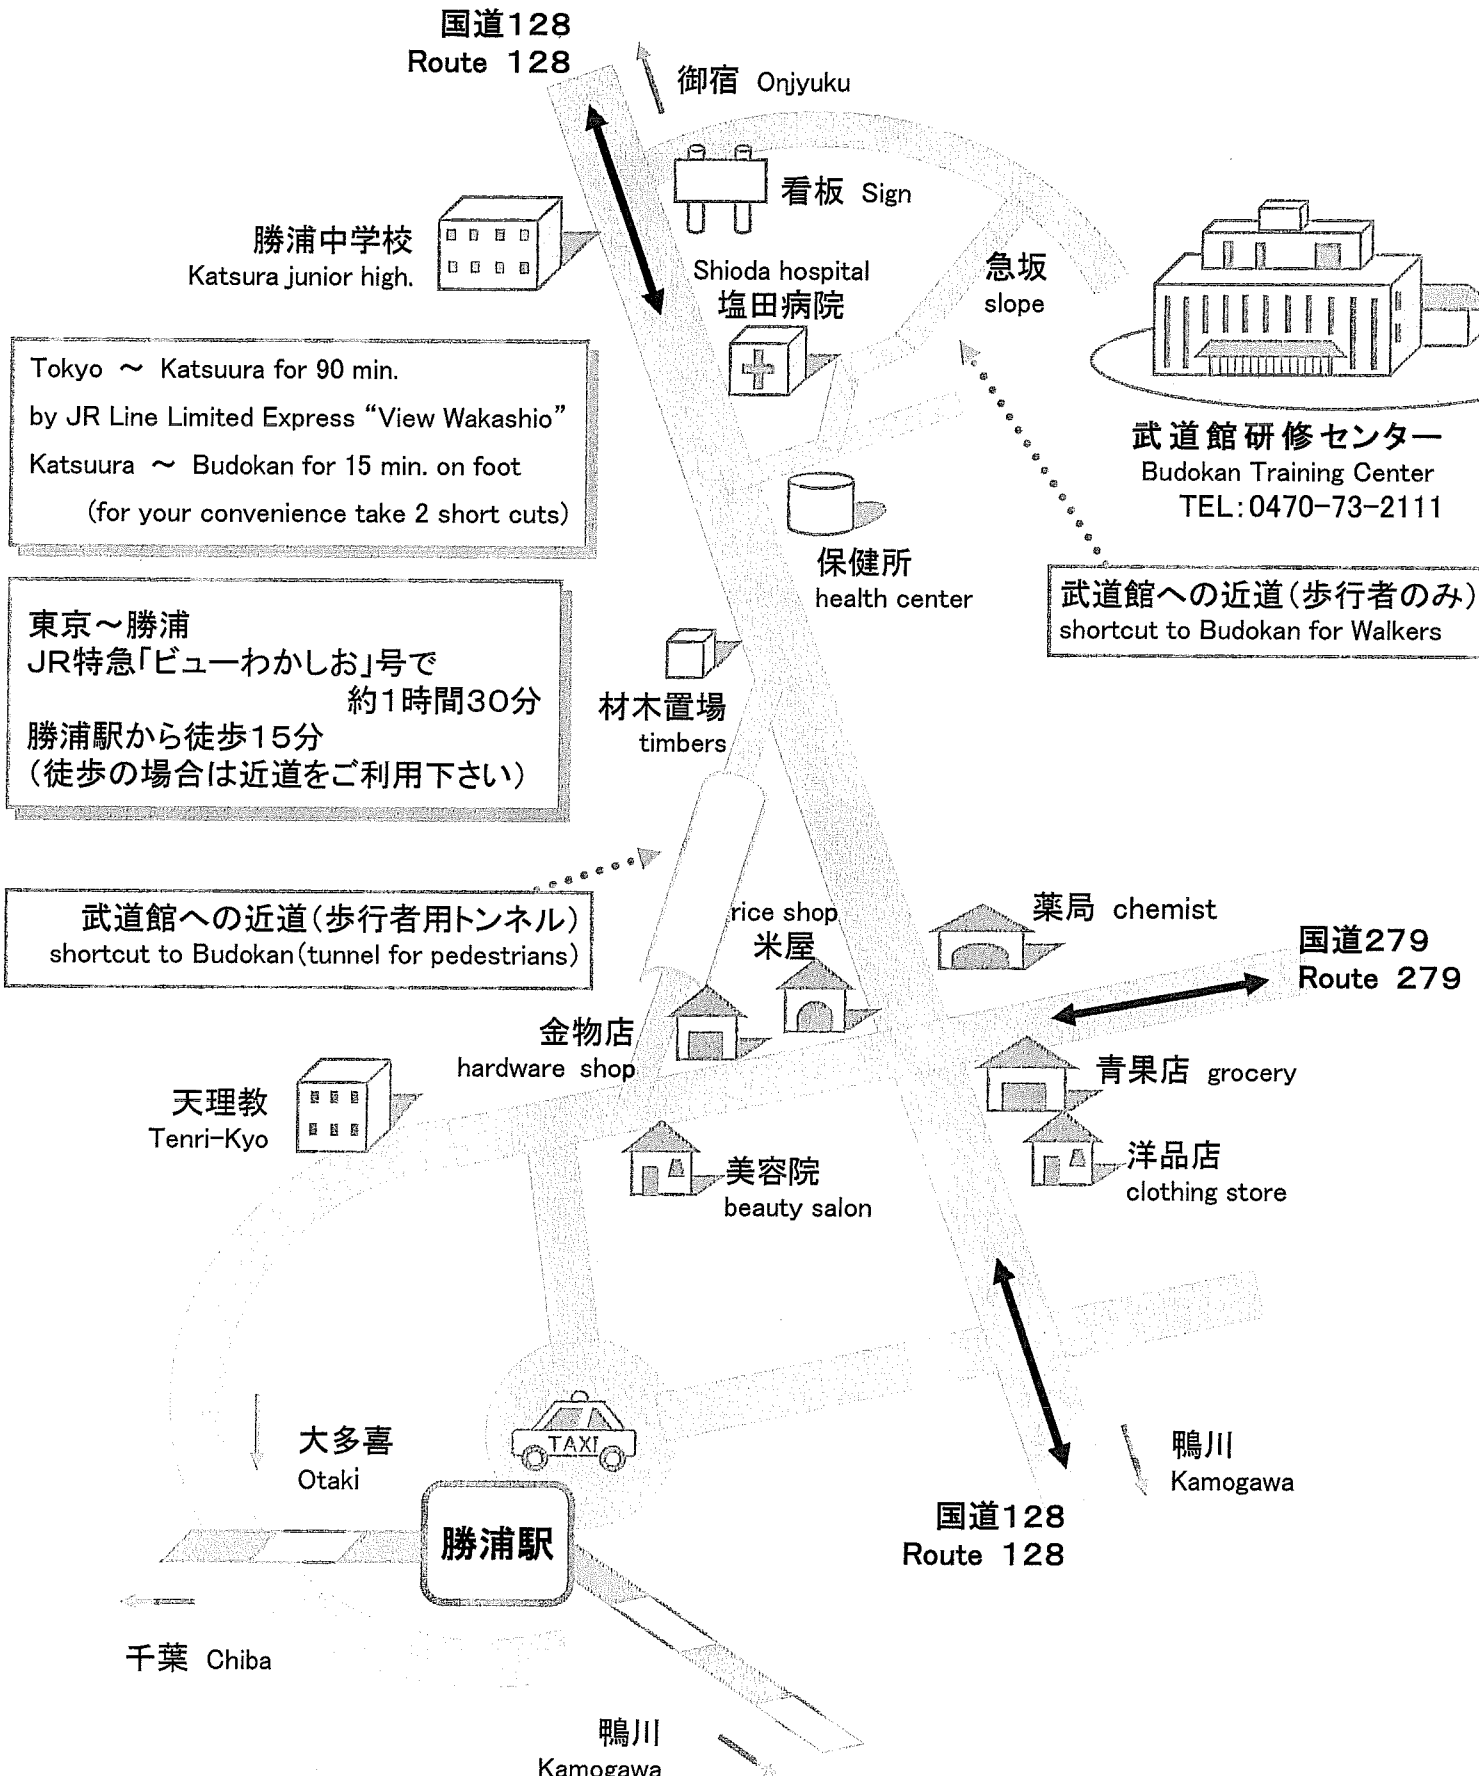 国道128
Route 128
御宿 Onjyuku
看板 Sign
勝浦中学校
Katsura junior high.
Shioda hospital
塩田病院
急坂
slope
Tokyo ～ Katsuura for 90 min.
by JR Line Limited Express “View Wakashio”
Katsuura ～ Budokan for 15 min. on foot
(for your convenience take 2 short cuts)
武道館研修センター
Budokan Training Center
TEL:0470-73-2111
保健所
health center
武道館への近道(歩行者のみ)
shortcut to Budokan for Walkers
東京～勝浦
JR特急｢ビューわかしお｣号で
約1時間30分
勝浦駅から徒歩15分
(徒歩の場合は近道をご利用下さい)
材木置場
timbers
武道館への近道(歩行者用トンネル)
shortcut to Budokan(tunnel for pedestrians)
rice shop
米屋
薬局 chemist
国道279
Route 279
金物店
hardware shop
青果店 grocery
天理教
Tenri-Kyo
洋品店
clothing store
美容院
beauty salon
TAXI
大多喜
Otaki
鴨川
Kamogawa
国道128
Route 128
勝浦駅
千葉 Chiba
鴨川
Kamogawa